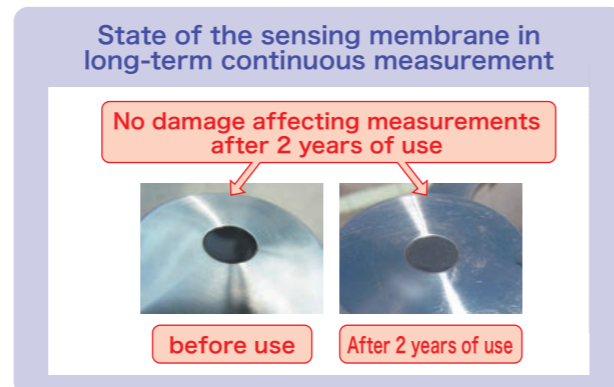 State of the sensing membrane in
long-term continuous measurement
No damage affecting measurements
after 2 years of use
before use
After 2 years of use